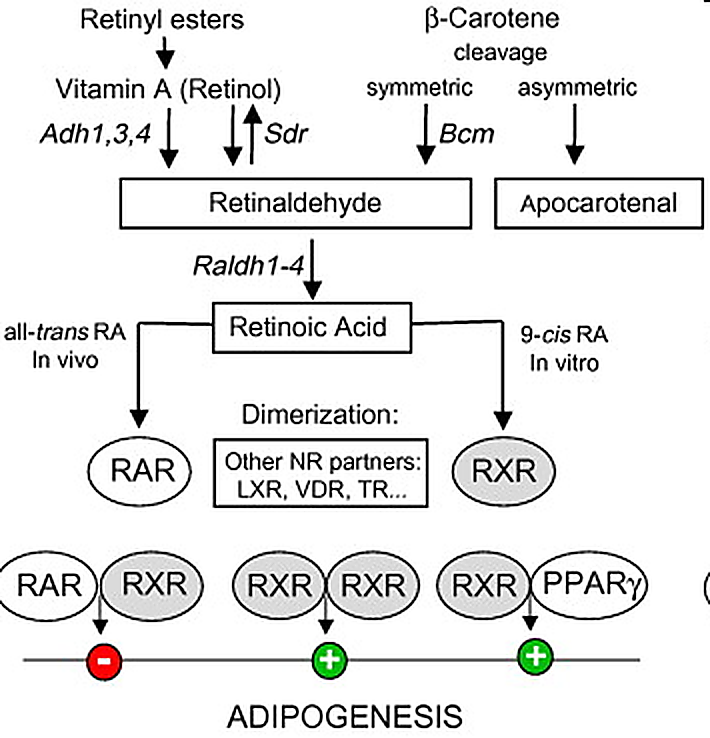 Retinyl esters
β-Carotene
cleavage
Vitamin A (Retinol)
symmetric
asymmetric
Adh1,3,4
Sdr
Bcm
Retinaldehyde
Apocarotenal
Raldh1-4
all-trans RA
In vivo
Retinoic Acid
9-cis RA
In vitro
Dimerization:
RAR
Other NR partners:
LXR, VDR, TR...
RXR
RAR RXR
RXR RXR
RXR PPARγ
- + +
ADIPOGENESIS